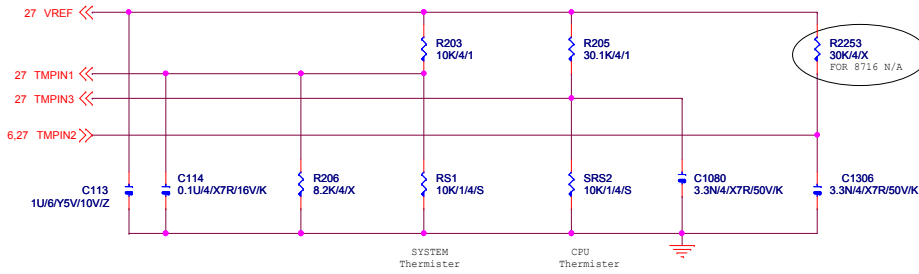 27 VREF
R203
10K/4/1
R205
30.1K/4/1
R2253
30K/4/X
FOR 8716 N/A
27 TMPIN1
27 TMPIN3
6,27 TMPIN2
C113
1U/6/Y5V/10V/Z
C114
0.1U/4/X7R/16V/K
R206
8.2K/4/X
RS1
10K/1/4/S
SRS2
10K/1/4/S
C1080
3.3N/4/X7R/50V/K
C1306
3.3N/4/X7R/50V/K
SYSTEM
Thermister
CPU
Thermister